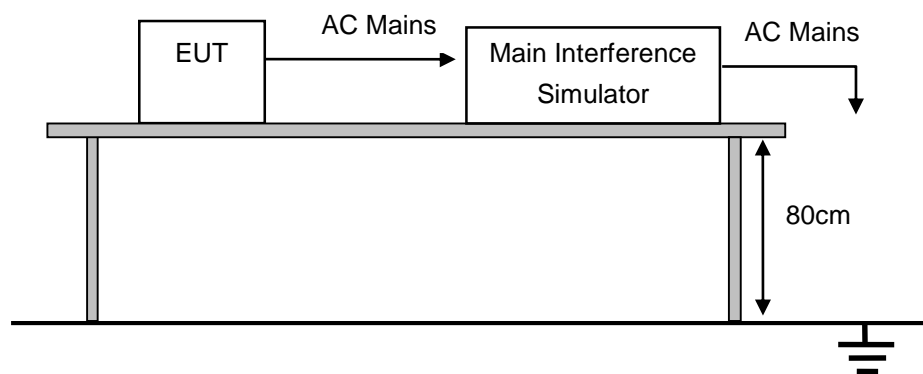 AC Mains
AC Mains
EUT
Main Interference
Simulator
80cm